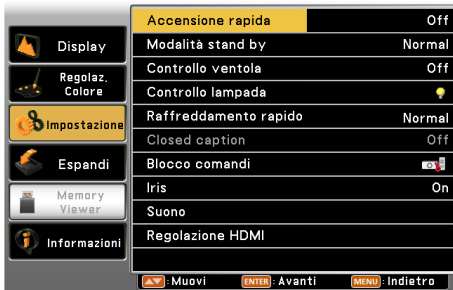 Display
Regolaz.
Colore
Impostazione
Espandi
Memory
Viewer
Informazioni
Accensione rapida Off
Modalità stand by Normal
Controllo ventola Off
Controllo lampada
Raffreddamento rapido Normal
Closed caption Off
Blocco comandi
Iris On
Suono
Regolazione HDMI
:Muovi ENTER :Avanti MENU :Indietro